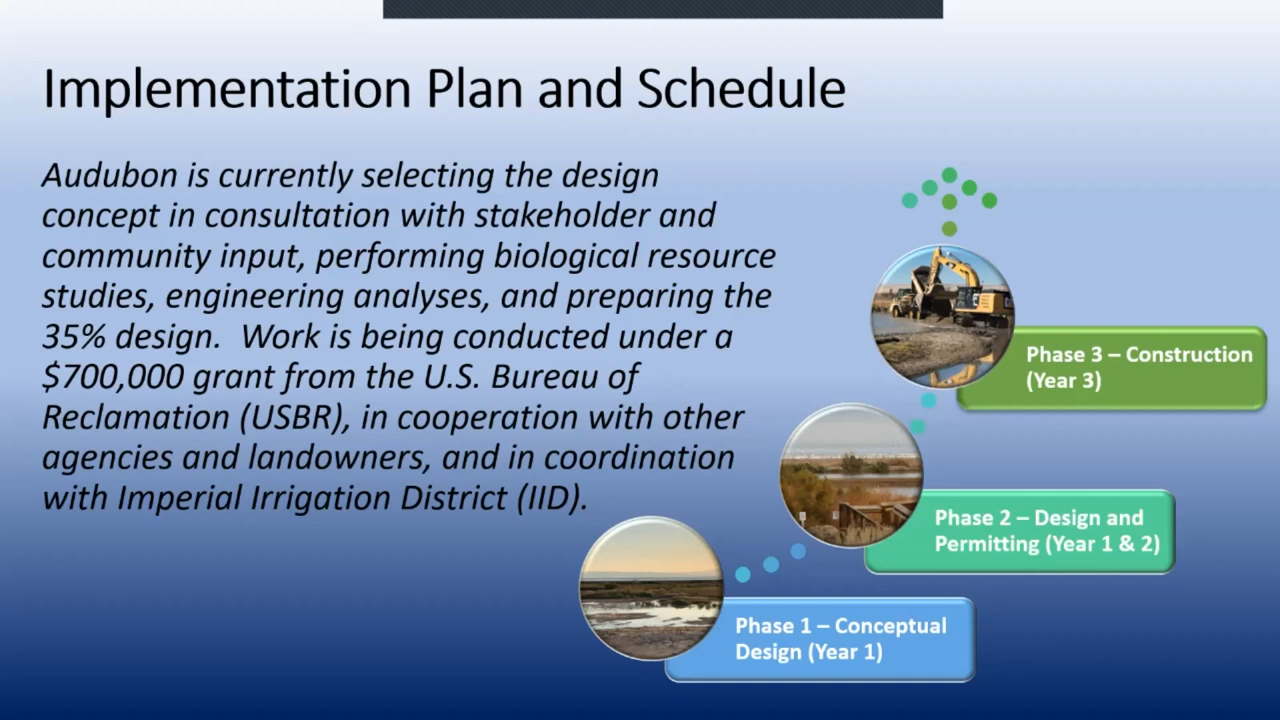 Implementation Plan and Schedule
Audubon is currently selecting the design
concept in consultation with stakeholder and
community input, performing biological resource
studies, engineering analyses, and preparing the
35% design.  Work is being conducted under a
$700,000 grant from the U.S. Bureau of
Reclamation (USBR), in cooperation with other
agencies and landowners, and in coordination
with Imperial Irrigation District (IID).
Phase 3 – Construction
(Year 3)
Phase 2 – Design and
Permitting (Year 1 & 2)
Phase 1 – Conceptual
Design (Year 1)